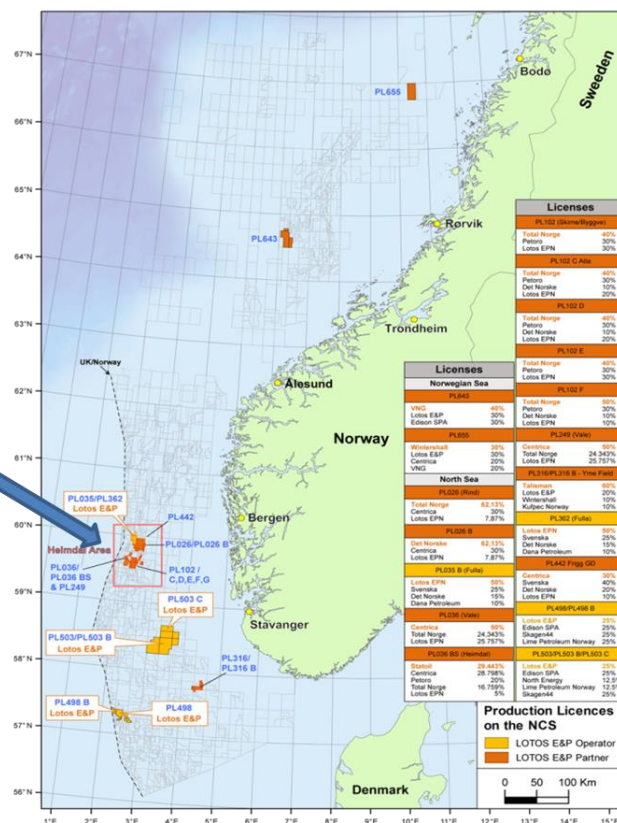 67°N
66°N
65°N
64°N
63°N
62°N
61°N
60°N
59°N
58°N
57°N
56°N
Bodø
Sweden
PL655
PL643
Rørvik
Trondheim
UK/Norway
Ålesund
Norway
PL035/PL362
Lotos E&P
PL442
Bergen
Heimdal Area
PL026/PL026 B
PL036/
PL036 BS
& PL249
PL102 /
C,D,E,F,G
PL503 C
Lotos E&P
Stavanger
PL503/PL503 B
Lotos E&P
PL316/
PL316 B
PL498 B
Lotos E&P
PL498
Lotos E&P
Denmark
Licenses
Norwegian Sea
PL643
VNG 40%
Lotos E&P 30%
Edison SPA 30%
PL655
Wintershall 30%
Lotos E&P 30%
Centrica 20%
VNG 20%
North Sea
PL026 (Rind)
Total Norge 62,13%
Centrica 30%
Lotos EPN 7.87%
PL026 B
Det Norske 62,13%
Centrica 30%
Lotos EPN 7.87%
PL035 B (Fulla)
Lotos EPN 50%
Svenska 25%
Det Norske 15%
Dana Petroleum 10%
PL036 (Vale)
Centrica 50%
Total Norge 24,343%
Lotos EPN 25.757%
PL036 BS (Heimdal)
Statoil 29.443%
Centrica 28.798%
Petoro 20%
Total Norge 16.759%
Lotos EPN 5%
Licenses
PL102 (Skirne/Byggve)
Total Norge 40%
Petoro 30%
Lotos EPN 30%
PL102 C Atla
Total Norge 40%
Petoro 30%
Det Norske 10%
Lotos EPN 20%
PL102 D
Total Norge 40%
Petoro 30%
Det Norske 10%
Lotos EPN 20%
PL102 E
Total Norge 40%
Petoro 30%
Lotos EPN 30%
PL102 F
Total Norge 50%
Petoro 30%
Det Norske 10%
Lotos EPN 10%
PL249 (Vale)
Centrica 50%
Total Norge 24.343%
Lotos EPN 25.757%
PL316/PL316 B - Yme Field
Talisman 60%
Lotos E&P 20%
Wintershall 10%
Kufpec Norway 10%
PL362 (Fulla)
Lotos EPN 50%
Svenska 25%
Det Norske 15%
Dana Petroleum 10%
PL442 Frigg GD
Centrica 30%
Svenska 40%
Det Norske 20%
Lotos EPN 10%
PL498/PL498 B
Lotos E&P 25%
Edison SPA 25%
Skagen44 25%
Lime Petroleum Norway 25%
PL503/PL503 B/PL503 C
Lotos E&P 25%
Edison SPA 25%
North Energy 12,5%
Lime Petroleum Norway 12,5%
Skagen44 25%
Production Licences
on the NCS
LOTOS E&P Operator
LOTOS E&P Partner
0 50 100 Km
1°E 2°E 3°E 4°E 5°E 6°E 7°E 8°E 9°E 10°E 11°E 12°E 13°E 14°E 15°E